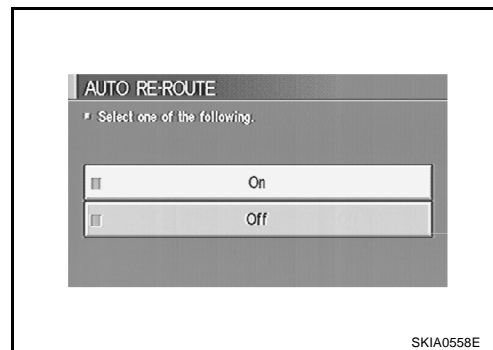 AUTO RE-ROUTE
Select one of the following.
On
Off
SKIA0558E